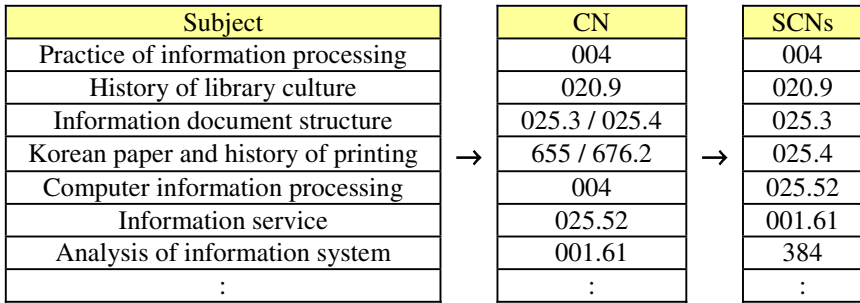 Subject CN SCNs
Practice of information processing 004 004
History of library culture 020.9 020.9
Information document structure 025.3 / 025.4 025.3
Korean paper and history of printing → 655 / 676.2 → 025.4
Computer information processing 004 025.52
Information service 025.52 001.61
Analysis of information system 001.61 384
: : :